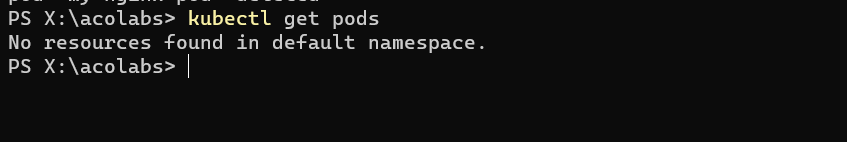 PS X:\acolabs> kubectl get pods
No resources found in default namespace.
PS X:\acolabs>